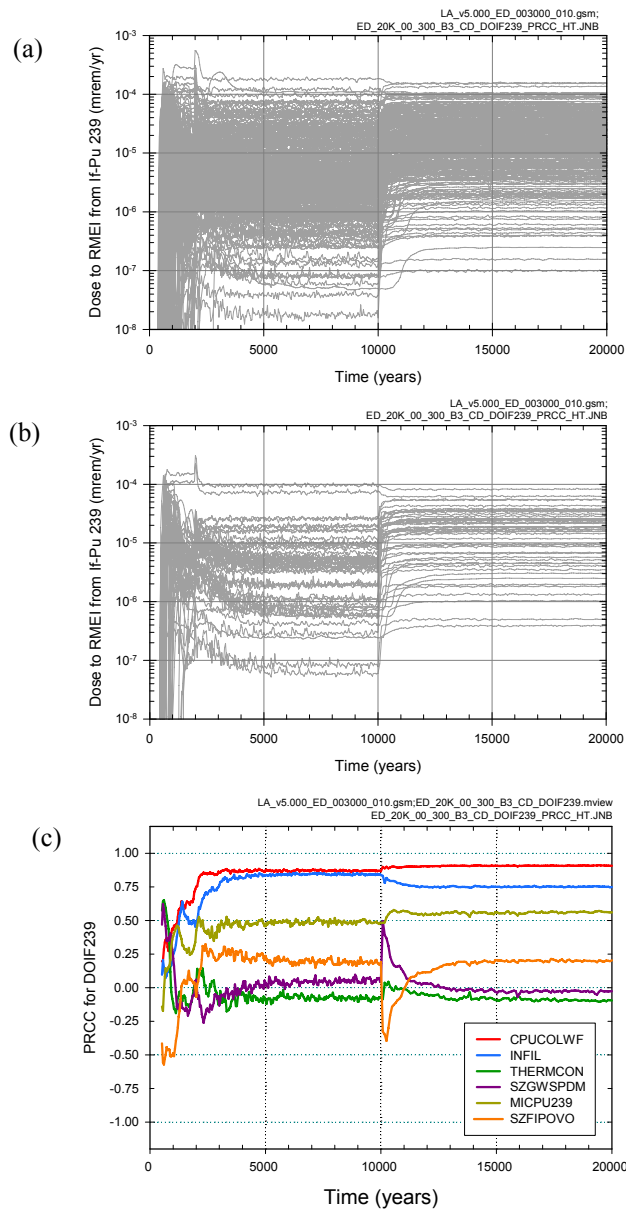 (a)
LA_v5.000_ED_003000_010.gsm;
ED_20K_00_300_B3_CD_DOIF239_PRCC_HT.JNB
Dose to RMEI from If-Pu 239 (mrem/yr)
10-3
10-4
10-5
10-6
10-7
10-8
0 5000 10000 15000 20000
Time (years)
(b)
LA_v5.000_ED_003000_010.gsm;
ED_20K_00_300_B3_CD_DOIF239_PRCC_HT.JNB
Dose to RMEI from If-Pu 239 (mrem/yr)
10-3
10-4
10-5
10-6
10-7
10-8
0 5000 10000 15000 20000
Time (years)
(c)
LA_v5.000_ED_003000_010.gsm;ED_20K_00_300_B3_CD_DOIF239.mview
ED_20K_00_300_B3_CD_DOIF239_PRCC_HT.JNB
PRCC for DOIF239
1.00
0.75
0.50
0.25
0.00
-0.25
-0.50
-0.75
-1.00
CPUCOLWF
INFIL
THERMCON
SZGWSPDM
MICPU239
SZFIPOVO
0 5000 10000 15000 20000
Time (years)